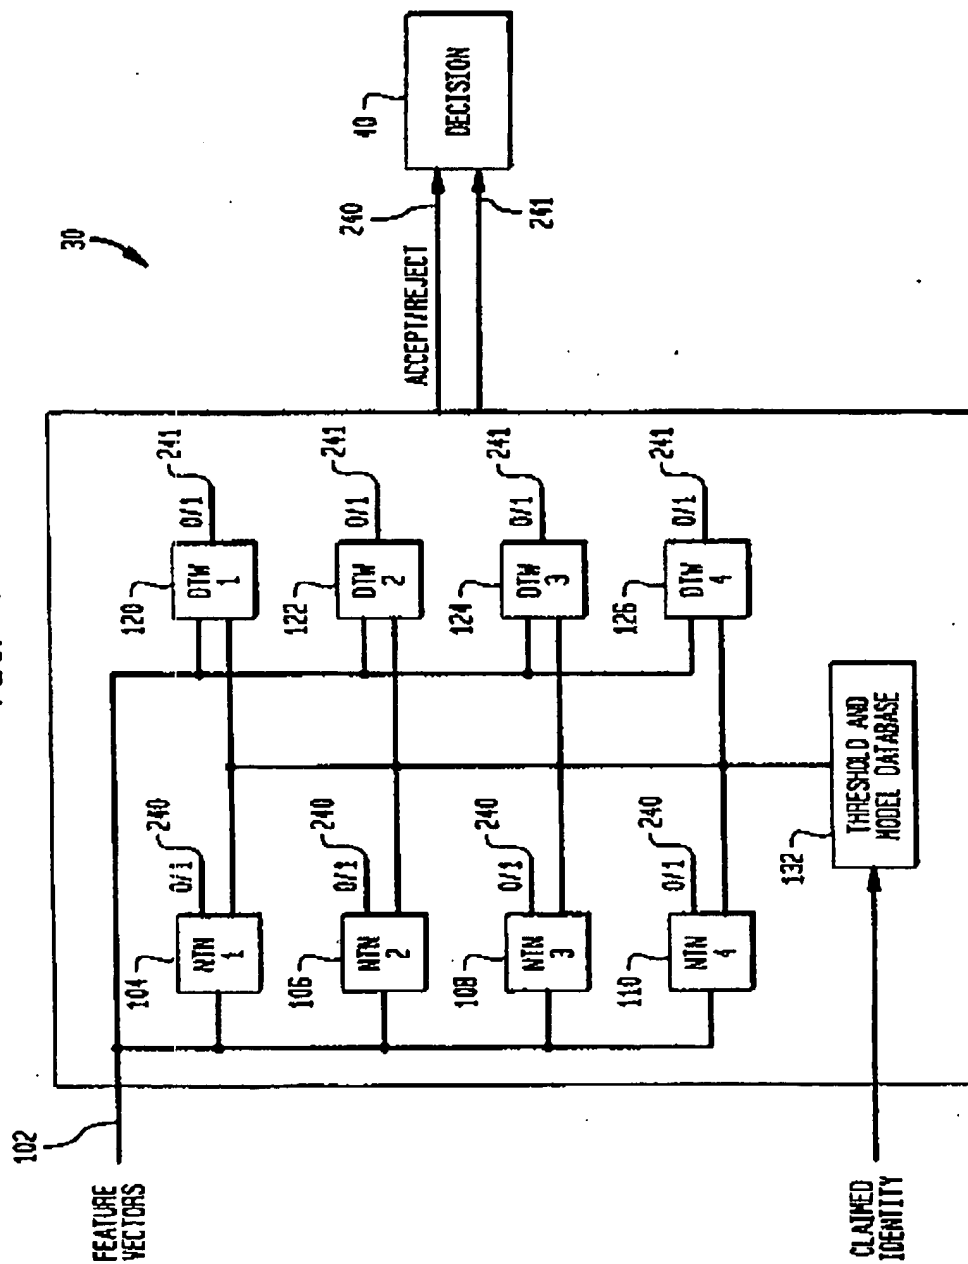 30
FEATURE
VECTORS
102
104
NTN
1
0/1
240
120
DTW
1
0/1
241
106
NTN
2
0/1
240
122
DTW
2
0/1
241
108
NTN
3
0/1
240
124
DTW
3
0/1
241
110
NTN
4
0/1
240
126
DTW
4
0/1
241
ACCEPT/REJECT
240
241
40
DECISION
CLAIMED
IDENTITY
132
THRESHOLD AND
MODEL DATABASE